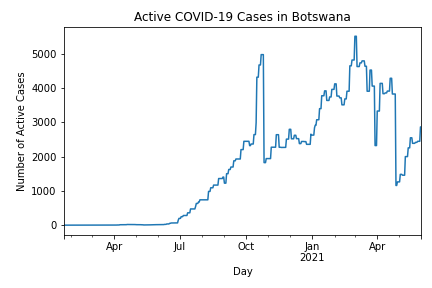 Active COVID-19 Cases in Botswana
Number of Active Cases
5000
4000
3000
2000
1000
0
Apr
Jul
Oct
Jan
2021
Apr
Day